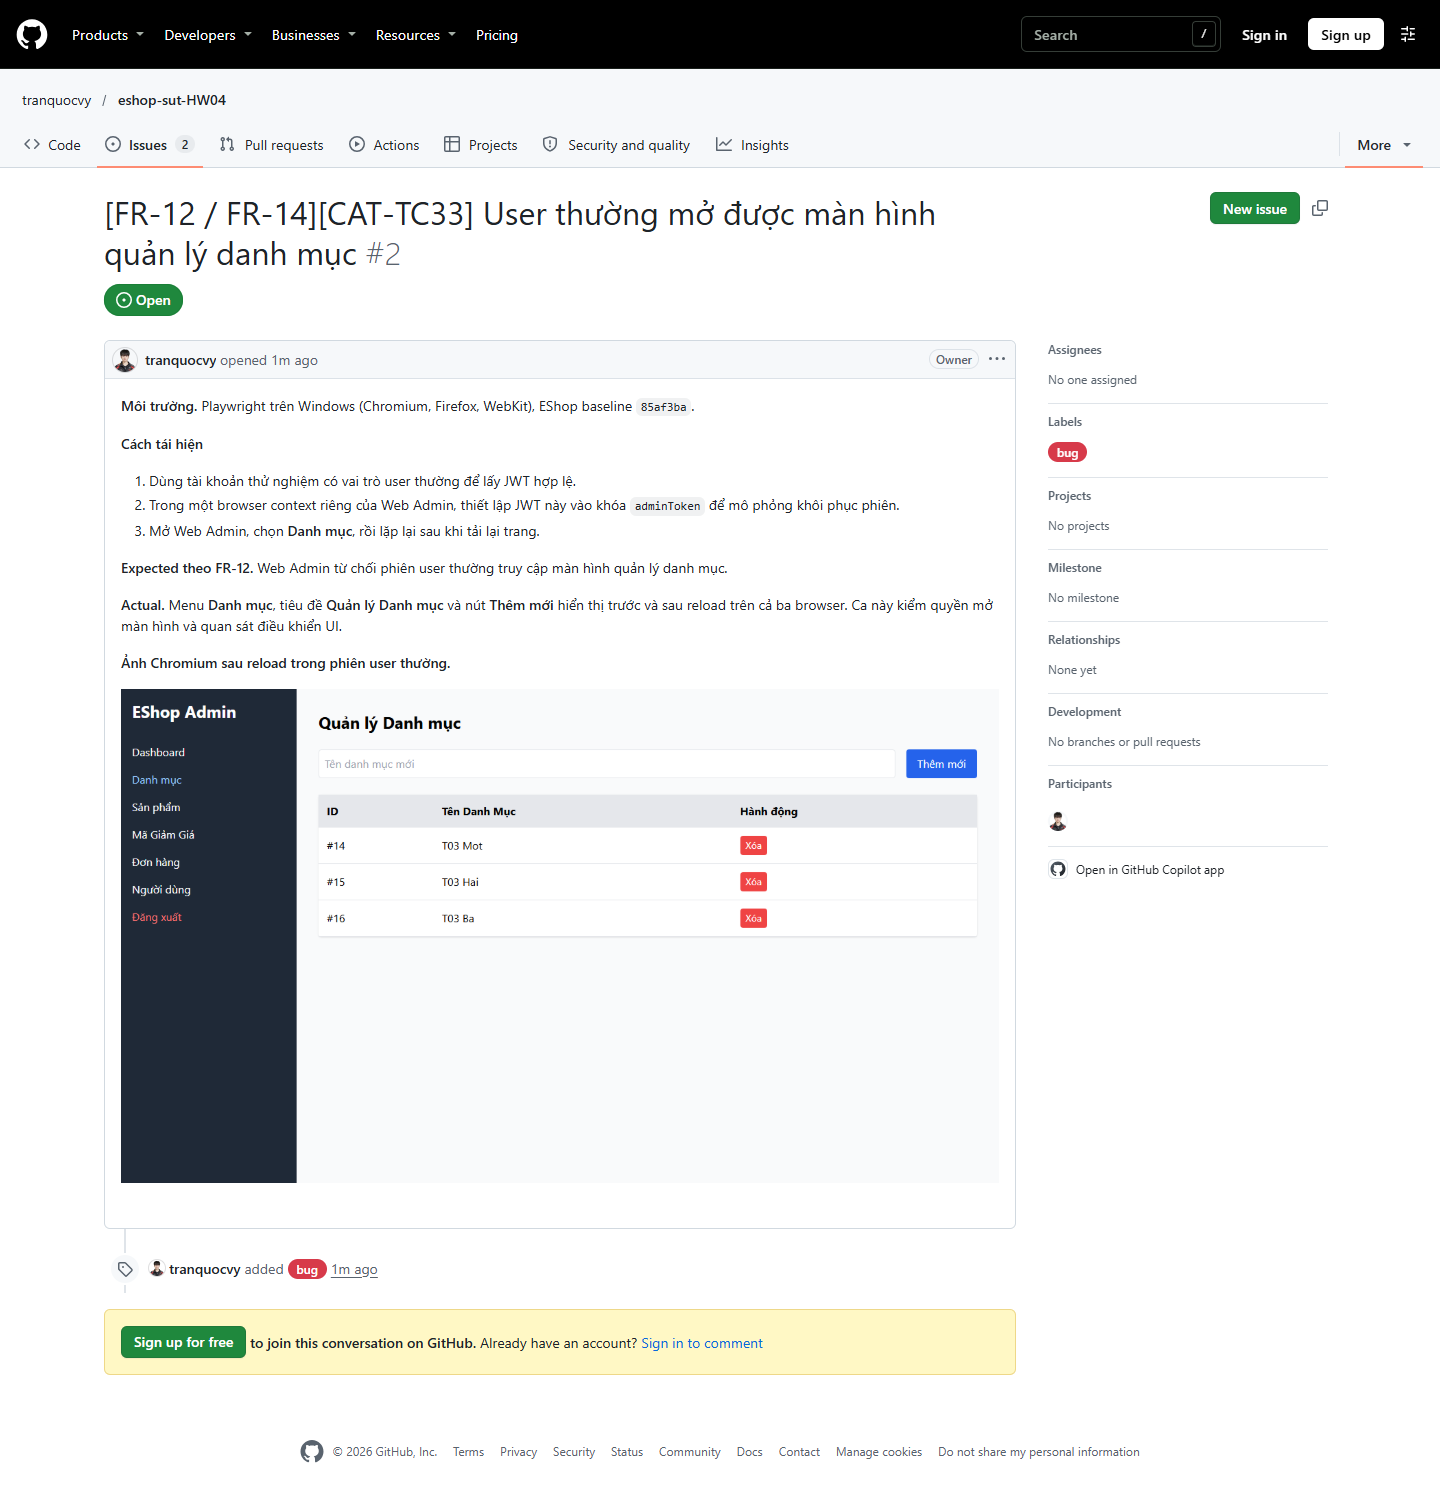 Products
Developers
Businesses
Resources
Pricing
Search
/
Sign in
Sign up
tranquocvy / eshop-sut-HW04
Code
Issues 2
Pull requests
Actions
Projects
Security and quality
Insights
More
[FR-12 / FR-14][CAT-TC33] User thường mở được màn hình
quản lý danh mục #2
New issue
Open
tranquocvy opened 1m ago
Owner
Môi trường. Playwright trên Windows (Chromium, Firefox, WebKit), EShop baseline 85af3ba.
Cách tái hiện
1. Dùng tài khoản thử nghiệm có vai trò user thường để lấy JWT hợp lệ.
2. Trong một browser context riêng của Web Admin, thiết lập JWT này vào khóa adminToken để mô phỏng khôi phục phiên.
3. Mở Web Admin, chọn Danh mục, rồi lặp lại sau khi tải lại trang.
Expected theo FR-12. Web Admin từ chối phiên user thường truy cập màn hình quản lý danh mục.
Actual. Menu Danh mục, tiêu đề Quản lý Danh mục và nút Thêm mới hiển thị trước và sau reload trên cả ba browser. Ca này kiểm quyền mở
màn hình và quan sát điều khiển UI.
Ảnh Chromium sau reload trong phiên user thường.
EShop Admin
Dashboard
Danh mục
Sản phẩm
Mã Giảm Giá
Đơn hàng
Người dùng
Đăng xuất
Quản lý Danh mục
Tên danh mục mới
Thêm mới
ID Tên Danh Mục Hành động
#14 T03 Mot Xóa
#15 T03 Hai Xóa
#16 T03 Ba Xóa
Assignees
No one assigned
Labels
bug
Projects
No projects
Milestone
No milestone
Relationships
None yet
Development
No branches or pull requests
Participants
Open in GitHub Copilot app
tranquocvy added bug 1m ago
Sign up for free to join this conversation on GitHub. Already have an account? Sign in to comment
© 2026 GitHub, Inc.
Terms
Privacy
Security
Status
Community
Docs
Contact
Manage cookies
Do not share my personal information